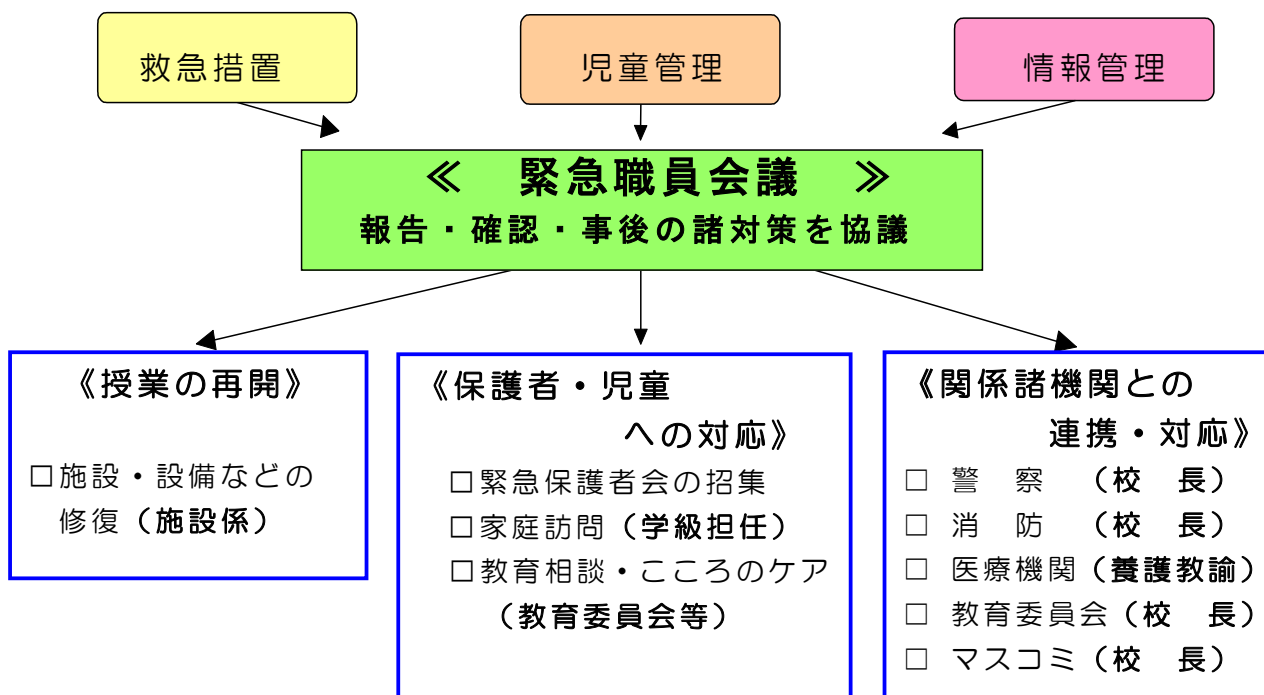 救急措置
児童管理
情報管理
≪　緊急職員会議　≫
報告・確認・事後の諸対策を協議
《授業の再開》
□施設・設備などの
修復（施設係）
《保護者・児童
への対応》
□緊急保護者会の招集
□家庭訪問（学級担任）
□教育相談・こころのケア
（教育委員会等）
《関係諸機関との
連携・対応》
□　警　察　（校　長）
□　消　防　（校　長）
□　医療機関（養護教諭）
□　教育委員会（校　長）
□　マスコミ（校　長）